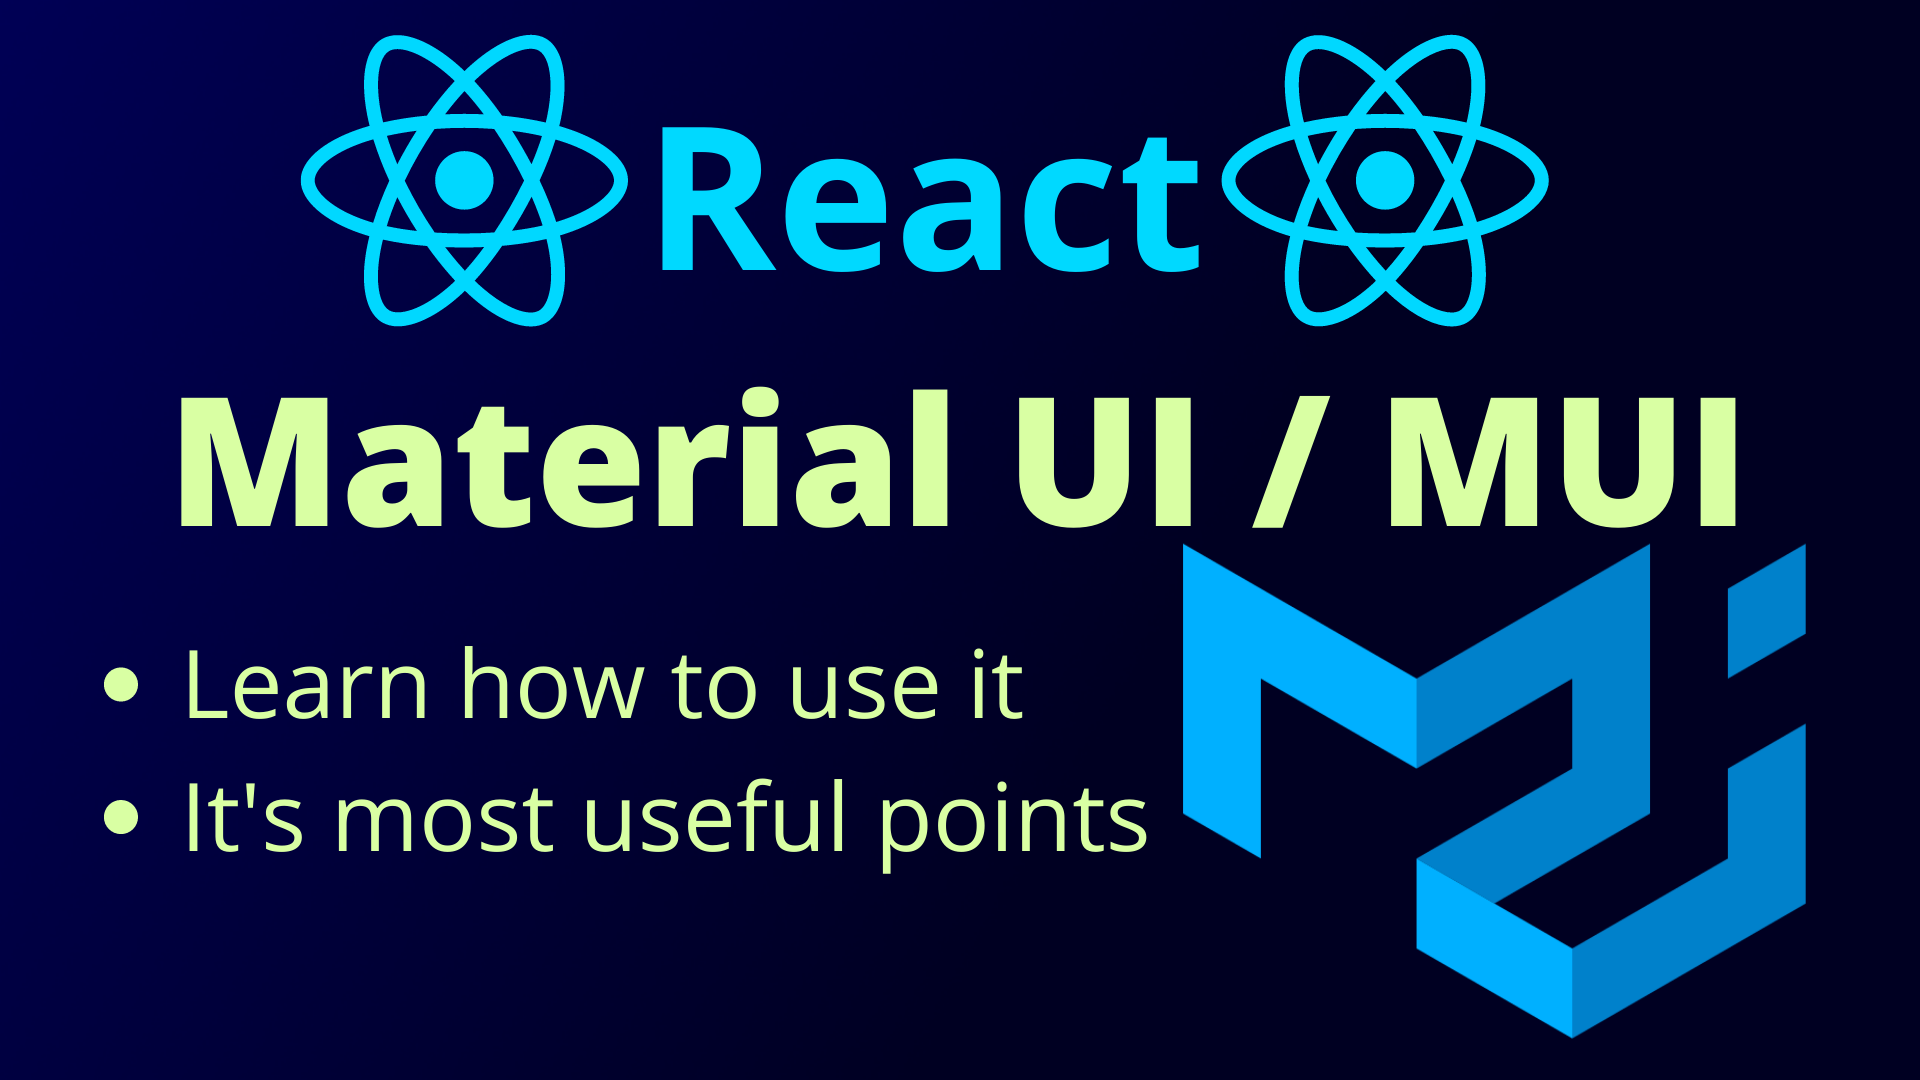 React
Material UI / MUI
• Learn how to use it
• It's most useful points